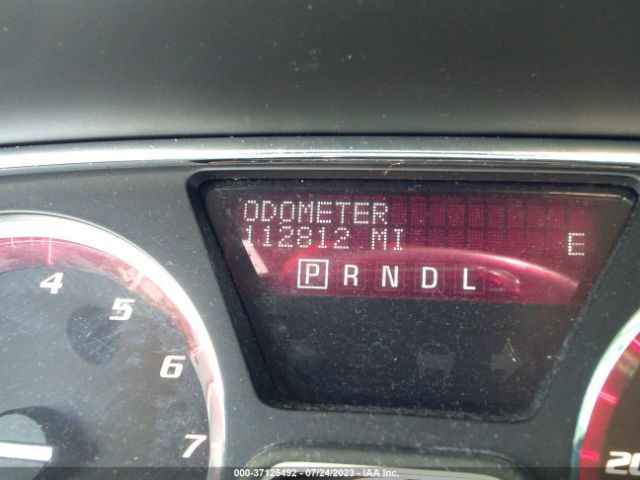 ODOMETER
112812 MI
E
P R N D L
4
5
6
7
20
000-37125492 - 07/24/2023 - IAA Inc.